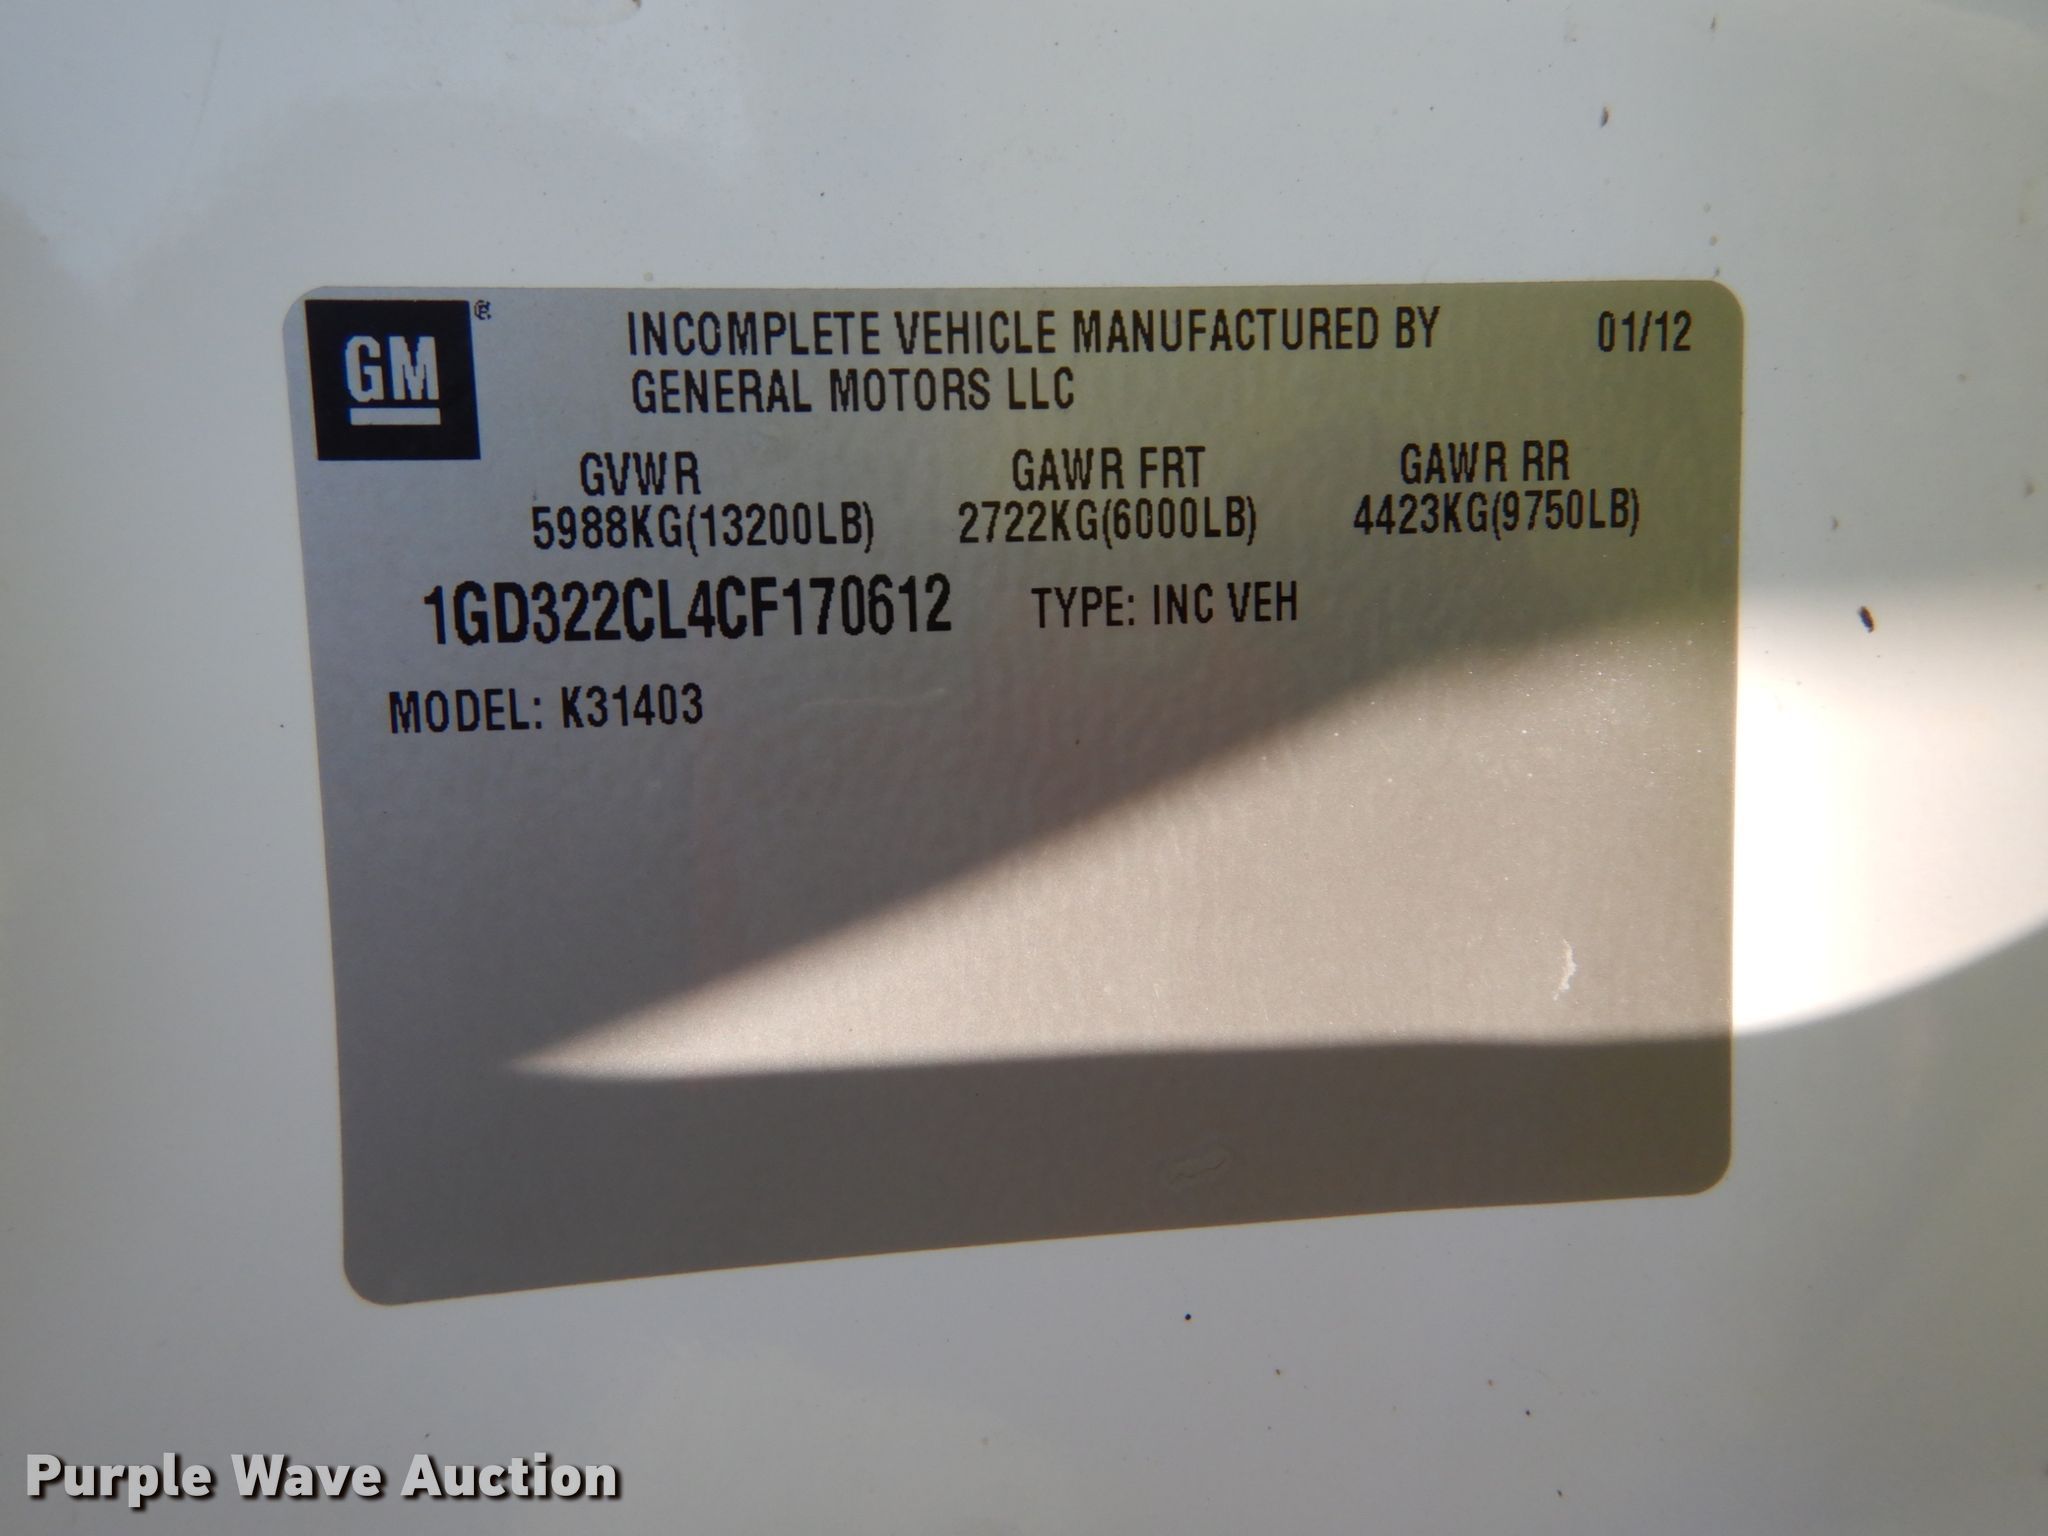 GM
INCOMPLETE VEHICLE MANUFACTURED BY 01/12
GENERAL MOTORS LLC
GVWR GAWR FRT GAWR RR
5988KG(13200LB) 2722KG(6000LB) 4423KG(9750LB)
1GD322CL4CF170612 TYPE: INC VEH
MODEL: K31403
Purple Wave Auction